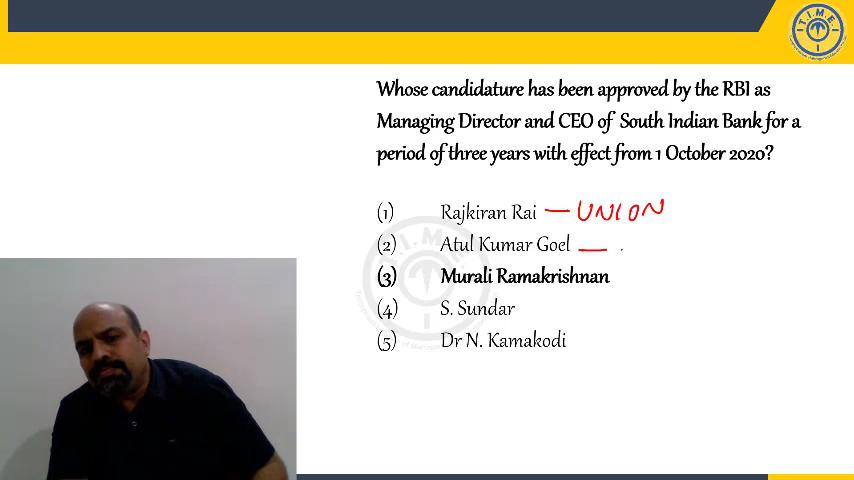 T.I.M.E.
Whose candidature has been approved by the RBI as
Managing Director and CEO of South Indian Bank for a
period of three years with effect from 1 October 2020?
(1) Rajkiran Rai — UNION
(2) Atul Kumar Goel —
(3) Murali Ramakrishnan
(4) S. Sundar
(5) Dr N. Kamakodi